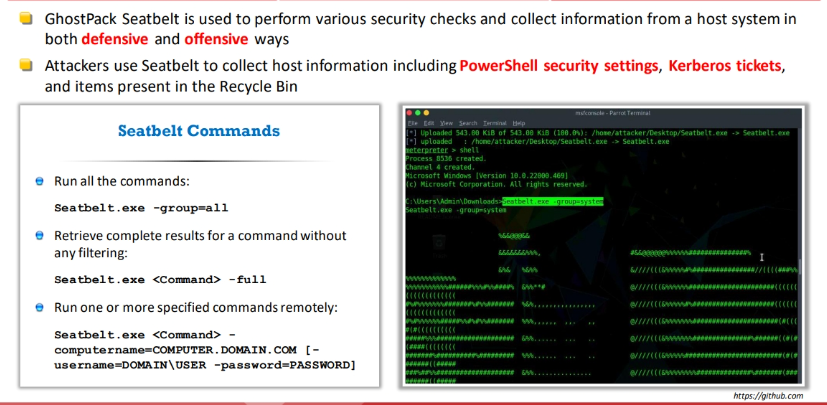 GhostPack Seatbelt is used to perform various security checks and collect information from a host system in
both defensive and offensive ways
Attackers use Seatbelt to collect host information including PowerShell security settings, Kerberos tickets,
and items present in the Recycle Bin
Seatbelt Commands
Run all the commands:
Seatbelt.exe -group=all
Retrieve complete results for a command without
any filtering:
Seatbelt.exe <Command> -full
Run one or more specified commands remotely:
Seatbelt.exe <Command> -
computername=COMPUTER.DOMAIN.COM [-
username=DOMAIN\USER -password=PASSWORD]
msfconsole - Parrot Terminal
File Edit View Search Terminal Help
[*] Uploaded 543.00 KiB of 543.00 KiB (100.0%): /home/attacker/Desktop/Seatbelt.exe -> Seatbelt.exe
[*] uploaded : /home/attacker/Desktop/Seatbelt.exe -> Seatbelt.exe
meterpreter > shell
Process 8536 created.
Channel 4 created.
Microsoft Windows [Version 10.0.22000.469]
(c) Microsoft Corporation. All rights reserved.
C:\Users\Admin\Downloads>Seatbelt.exe -group=system
Seatbelt.exe -group=system
https://github.com